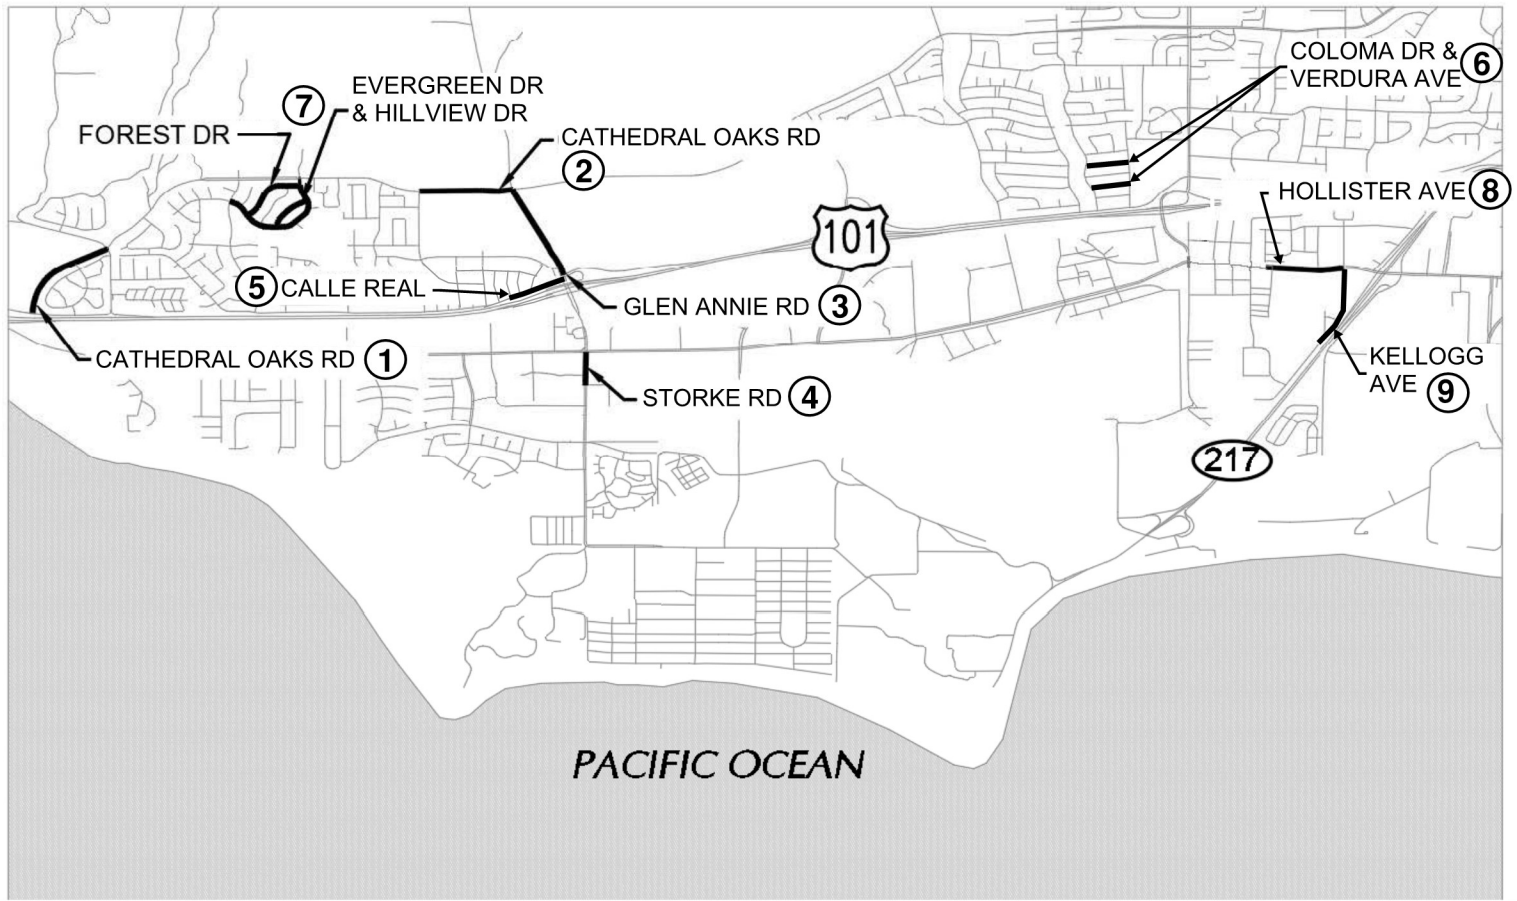 COLOMA DR &
VERDURA AVE 6
EVERGREEN DR
& HILLVIEW DR
7
FOREST DR
CATHEDRAL OAKS RD
2
HOLLISTER AVE 8
101
5 CALLE REAL
GLEN ANNIE RD 3
CATHEDRAL OAKS RD 1
KELLOGG
AVE 9
STORKE RD 4
217
PACIFIC OCEAN